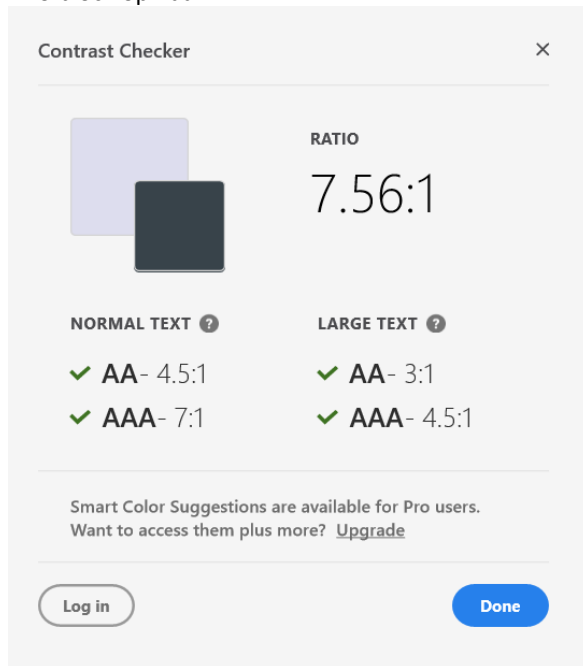 Contrast Checker
RATIO
7.56:1
NORMAL TEXT ?
LARGE TEXT ?
AA- 4.5:1
AA- 3:1
AAA- 7:1
AAA- 4.5:1
Smart Color Suggestions are available for Pro users.
Want to access them plus more? Upgrade
Log in
Done